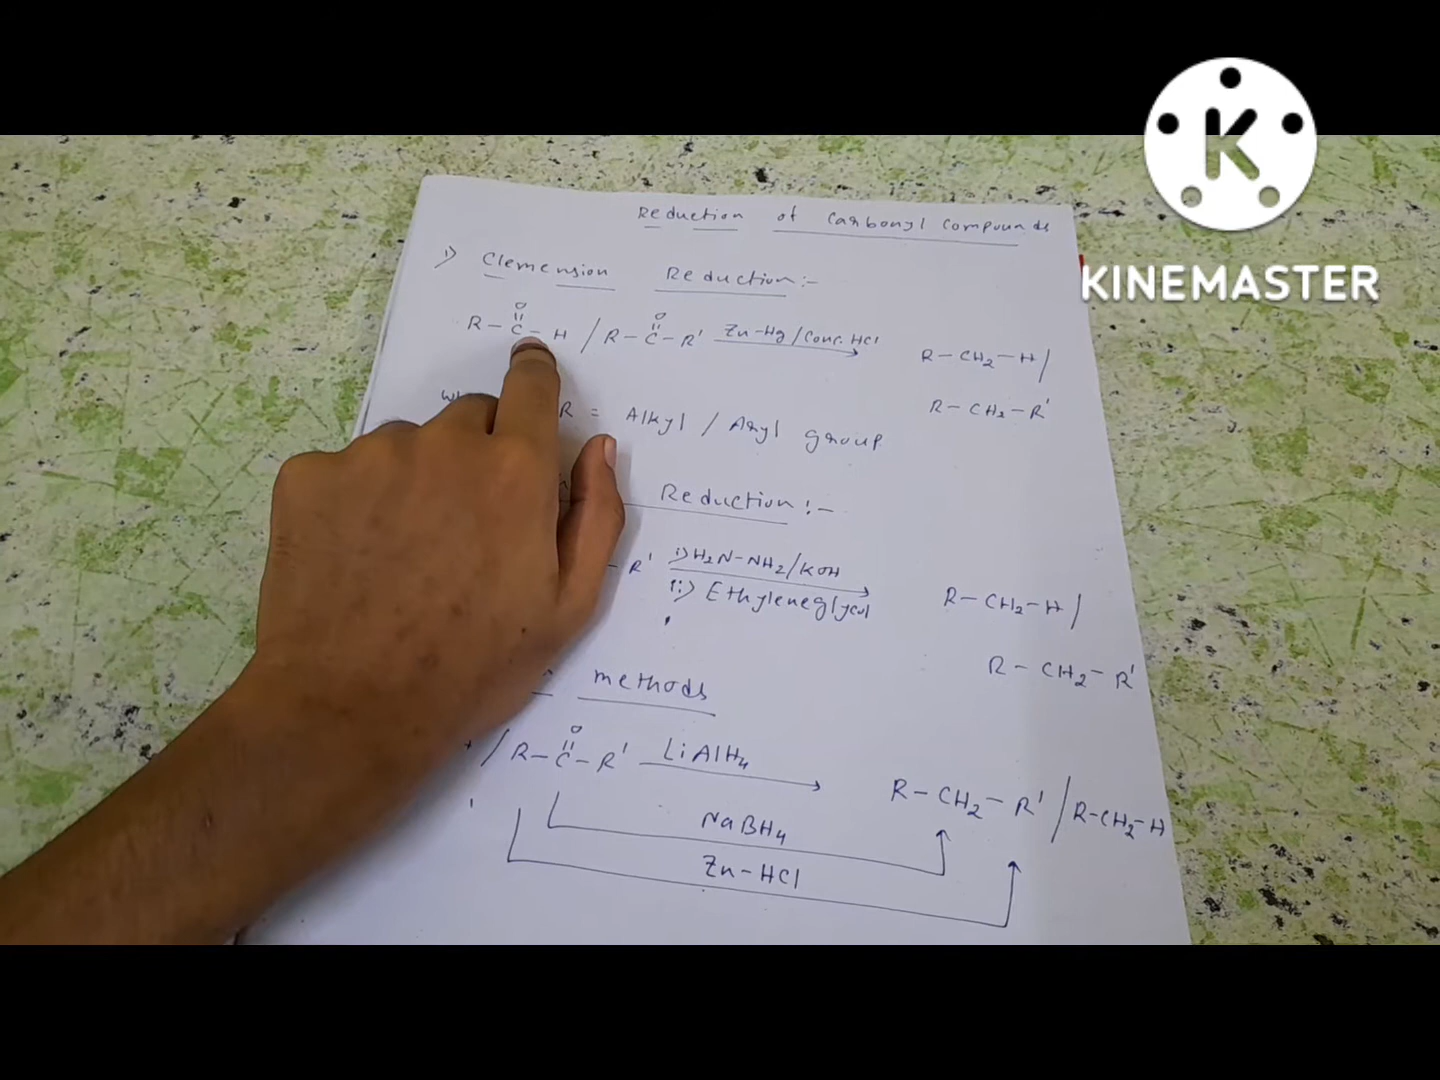 KINEMASTER
Reduction of Carbonyl Compounds
1) Clemension Reduction:-
R-C-H / R-C-R' Zn-Hg/Conc. HCl R-CH2-H /
O O
R-CH2-R'
R = Alkyl / Aryl group
Reduction:-
R' i) H2N-NH2/KOH R-CH2-H /
ii) Ethyleneglycol
R-CH2-R'
methods
O
/ R-C-R' LiAlH4 R-CH2-R' / R-CH2-H
NaBH4
Zn-HCl